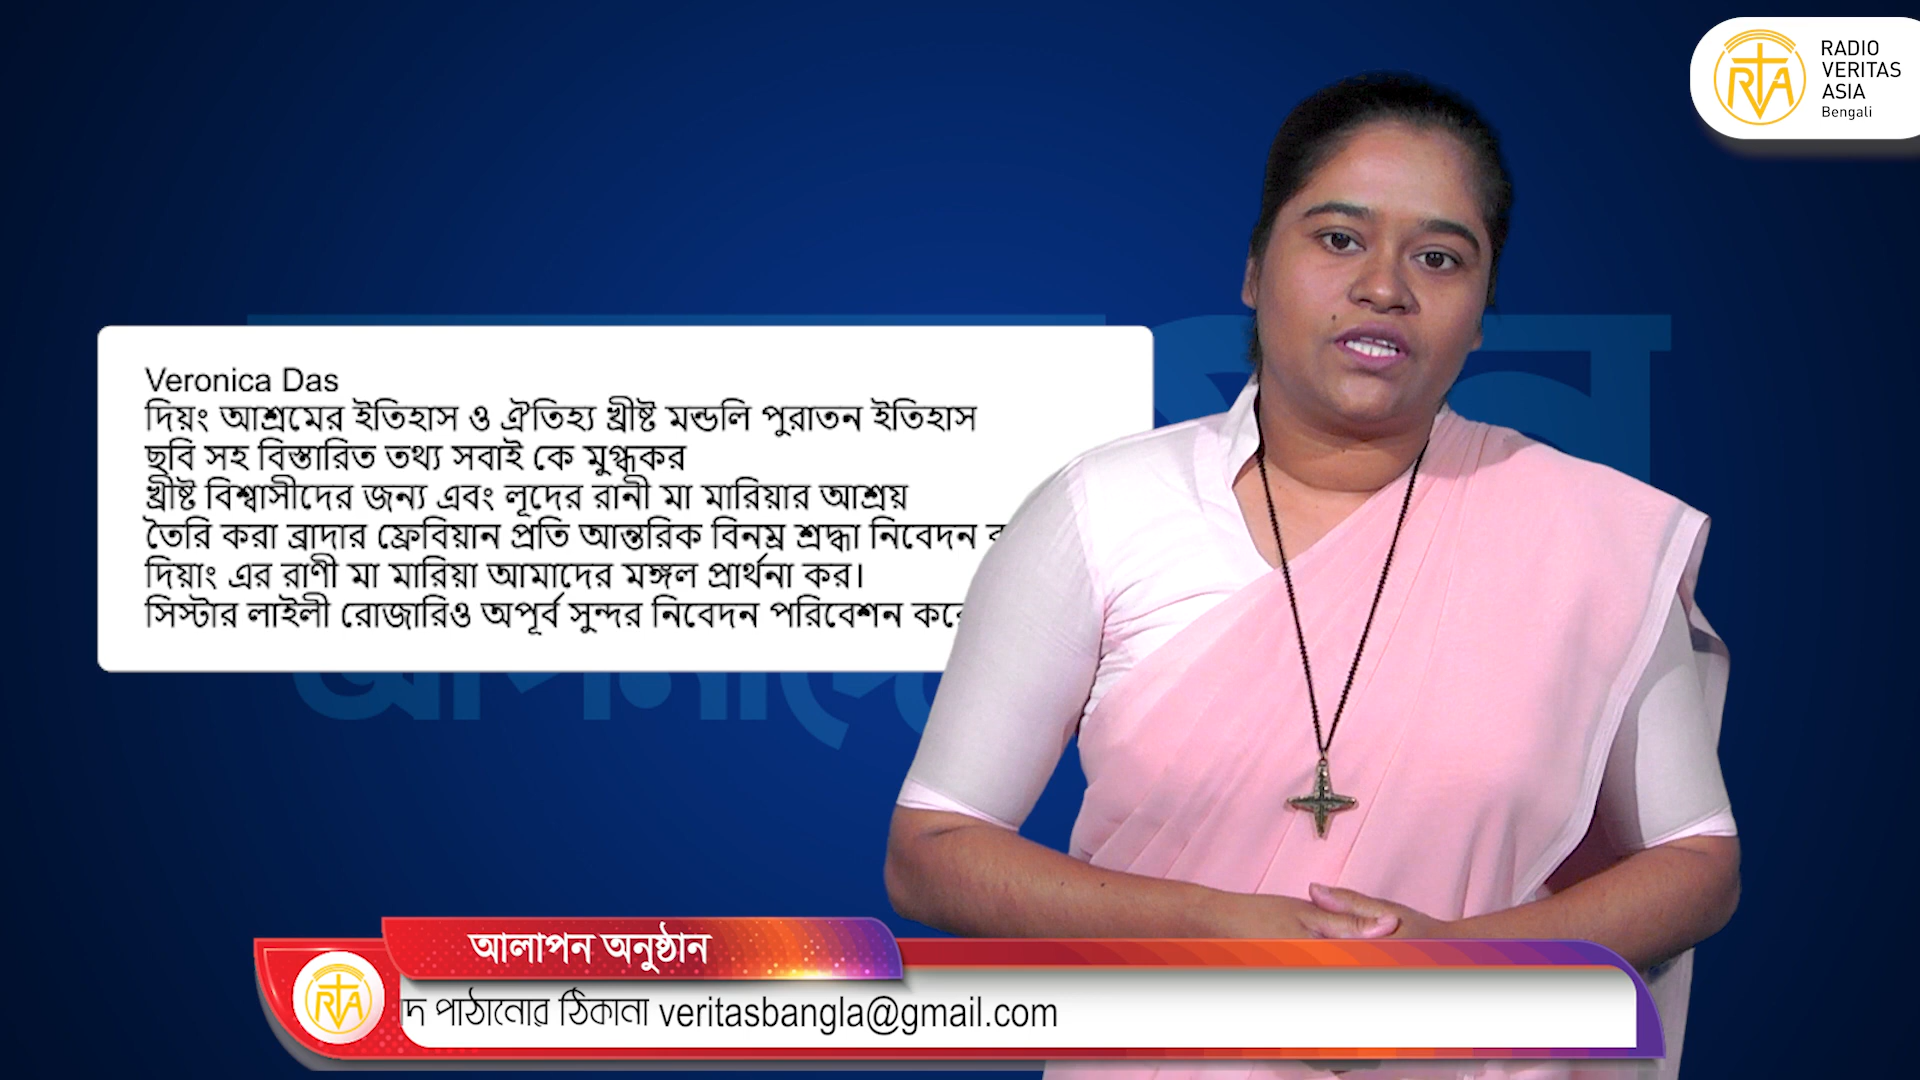 RADIO
VERITAS
ASIA
Bengali
Veronica Das
দিয়ং আশ্রমের ইতিহাস ও ঐতিহ্য খ্রীষ্ট মন্ডলি পুরাতন ইতিহাস
ছবি সহ বিস্তারিত তথ্য সবাই কে মুগ্ধকর
খ্রীষ্ট বিশ্বাসীদের জন্য এবং লূদের রানী মা মারিয়ার আশ্রয়
তৈরি করা ব্রাদার ফ্রেবিয়ান প্রতি আন্তরিক বিনম্র শ্রদ্ধা নিবেদন
দিয়াং এর রাণী মা মারিয়া আমাদের মঙ্গল প্রার্থনা কর।
সিস্টার লাইলী রোজারিও অপূর্ব সুন্দর নিবেদন পরিবেশন
আলাপন অনুষ্ঠান
RVA
পাঠানোর ঠিকানা veritasbangla@gmail.com